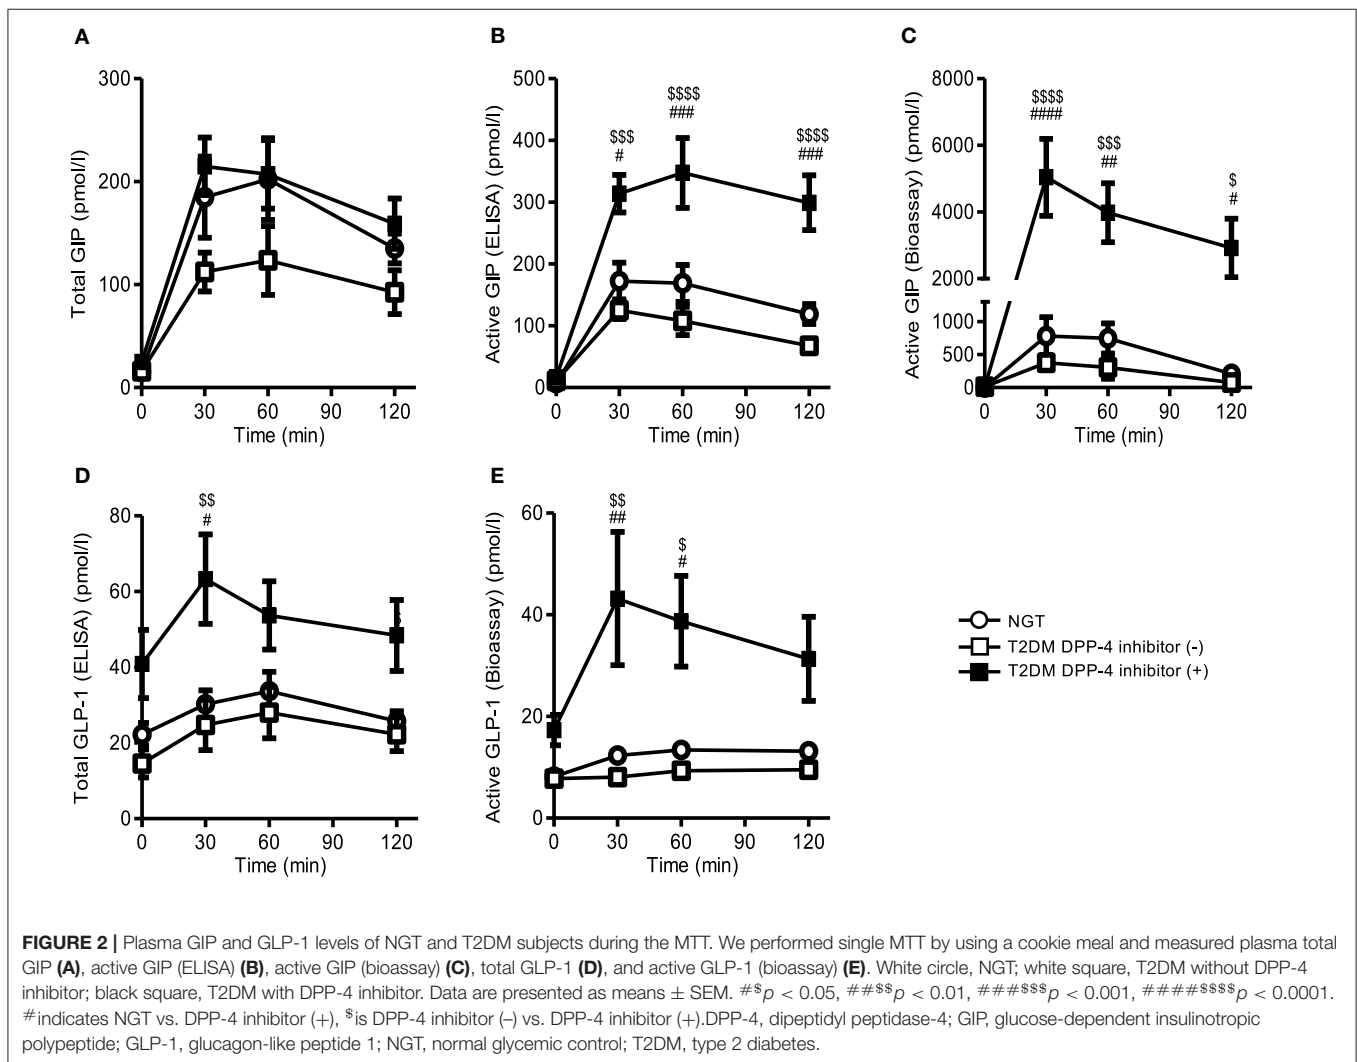 A
300
200
100
0
Total GIP (pmol/l)
0 30 60 90 120
Time (min)
B
500
400
300
200
100
0
Active GIP (ELISA) (pmol/l)
$$$
#
$$$$
###
$$$$
###
0 30 60 90 120
Time (min)
C
8000
6000
4000
2000
1000
500
0
Active GIP (Bioassay) (pmol/l)
$$$$
####
$$$
##
$
#
0 30 60 90 120
Time (min)
D
80
60
40
20
0
Total GLP-1 (ELISA) (pmol/l)
$$
#
$
0 30 60 90 120
Time (min)
E
60
40
20
0
Active GLP-1 (Bioassay) (pmol/l)
$$
##
$
#
0 30 60 90 120
Time (min)
NGT
T2DM DPP-4 inhibitor (-)
T2DM DPP-4 inhibitor (+)
FIGURE 2 | Plasma GIP and GLP-1 levels of NGT and T2DM subjects during the MTT. We performed single MTT by using a cookie meal and measured plasma total
GIP (A), active GIP (ELISA) (B), active GIP (bioassay) (C), total GLP-1 (D), and active GLP-1 (bioassay) (E). White circle, NGT; white square, T2DM without DPP-4
inhibitor; black square, T2DM with DPP-4 inhibitor. Data are presented as means ± SEM. #$p < 0.05, ##$$p < 0.01, ###$$$p < 0.001, ####$$$$p < 0.0001.
#indicates NGT vs. DPP-4 inhibitor (+), $is DPP-4 inhibitor (–) vs. DPP-4 inhibitor (+).DPP-4, dipeptidyl peptidase-4; GIP, glucose-dependent insulinotropic
polypeptide; GLP-1, glucagon-like peptide 1; NGT, normal glycemic control; T2DM, type 2 diabetes.